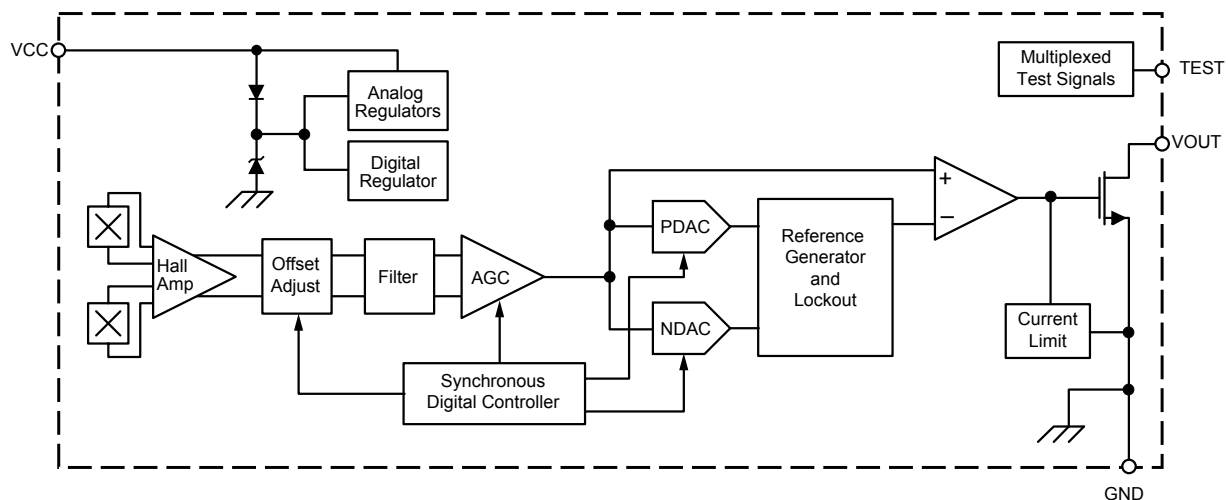 VCC
Multiplexed
Test Signals
TEST
Analog
Regulators
VOUT
Digital
Regulator
+
−
PDAC
Reference
Generator
and
Lockout
Hall
Amp
Offset
Adjust
Filter
AGC
NDAC
Current
Limit
Synchronous
Digital Controller
GND